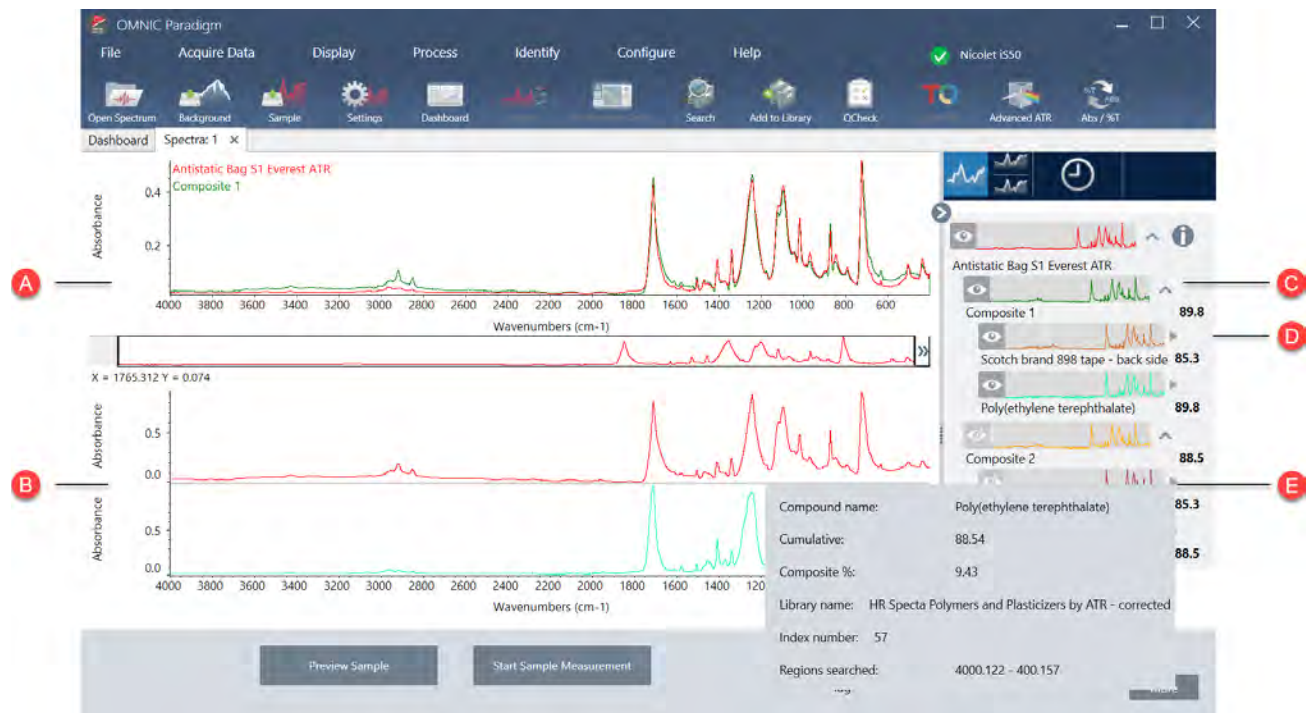 OMNIC Paradigm
File Acquire Data Display Process Identify Configure Help Nicolet iS50
Open Spectrum Background Sample Settings Dashboard Search Add to Library QCheck TQ Advanced ATR %T ABS Abs / %T
Dashboard Spectra: 1 ×
Antistatic Bag S1 Everest ATR
Composite 1
Absorbance
0.4
0.2
4000 3800 3600 3400 3200 3000 2800 2600 2400 2200 2000 1800 1600 1400 1200 1000 800 600
Wavenumbers (cm-1)
A
X = 1765.312 Y = 0.074
Absorbance
0.5
0.0
B
Absorbance
0.5
0.0
4000 3800 3600 3400 3200 3000 2800 2600 2400 2200 2000 1800 1600 1400 1200
Wavenumbers (cm-1)
Antistatic Bag S1 Everest ATR
C
Composite 1 89.8
D
Scotch brand 898 tape - back side 85.3
Poly(ethylene terephthalate) 89.8
Composite 2 88.5
E
85.3
88.5
Compound name: Poly(ethylene terephthalate)
Cumulative: 88.54
Composite %: 9.43
Library name: HR Specta Polymers and Plasticizers by ATR - corrected
Index number: 57
Regions searched: 4000.122 - 400.157
Preview Sample Start Sample Measurement